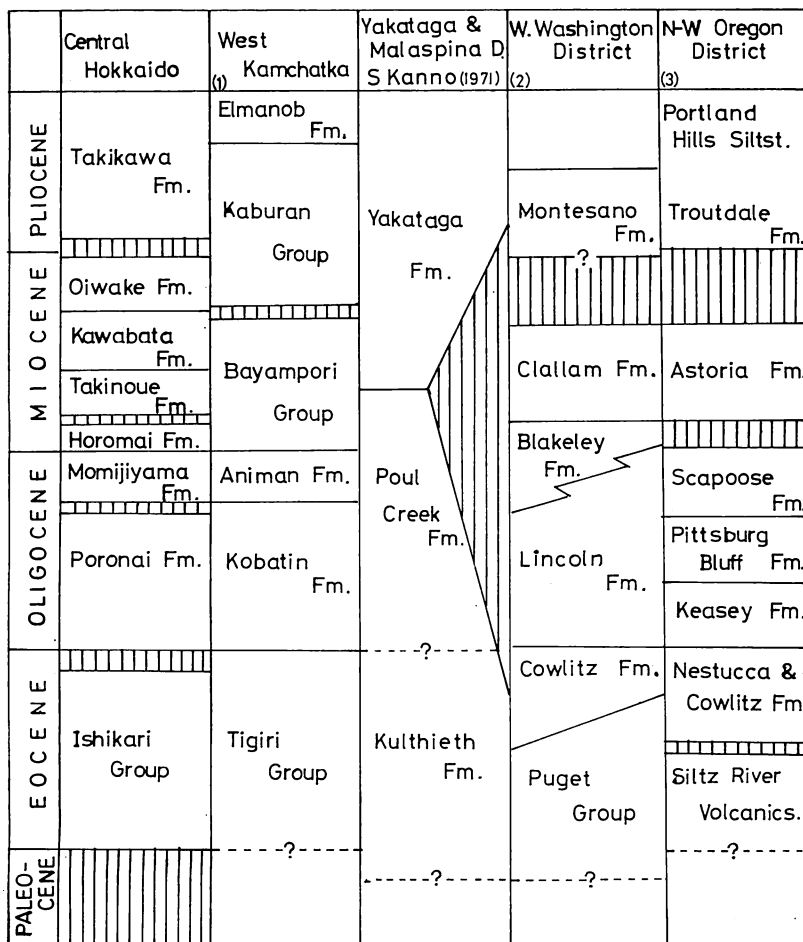 Central
Hokkaido
West
(1) Kamchatka
Yakataga &
Malaspina D.
S Kanno (1971)
W. Washington
District
(2)
N-W Oregon
District
(3)
PLIOCENE
MIOCENE
OLIGOCENE
EOCENE
PALEO-
CENE
Takikawa
Fm.
Oiwake Fm.
Kawabata
Fm.
Takinoue
Fm.
Horomai Fm.
Momijiyama
Fm.
Poronai Fm.
Ishikari
Group
Elmanob
Fm.
Kaburan
Group
Bayampori
Group
Animan Fm.
Kobatin
Fm.
Tigiri
Group
?
Yakataga
Fm.
Poul
Creek
Fm.
?
Kulthieth
Fm.
?
Montesano
Fm.
?
Clallam Fm.
Blakeley
Fm.
Lincoln
Fm.
Cowlitz Fm.
Puget
Group
?
Portland
Hills Siltst.
Troutdale
Fm.
Astoria Fm.
Scapoose
Fm.
Pittsburg
Bluff Fm.
Keasey Fm.
Nestucca &
Cowlitz Fm
Siltz River
Volcanics.
?